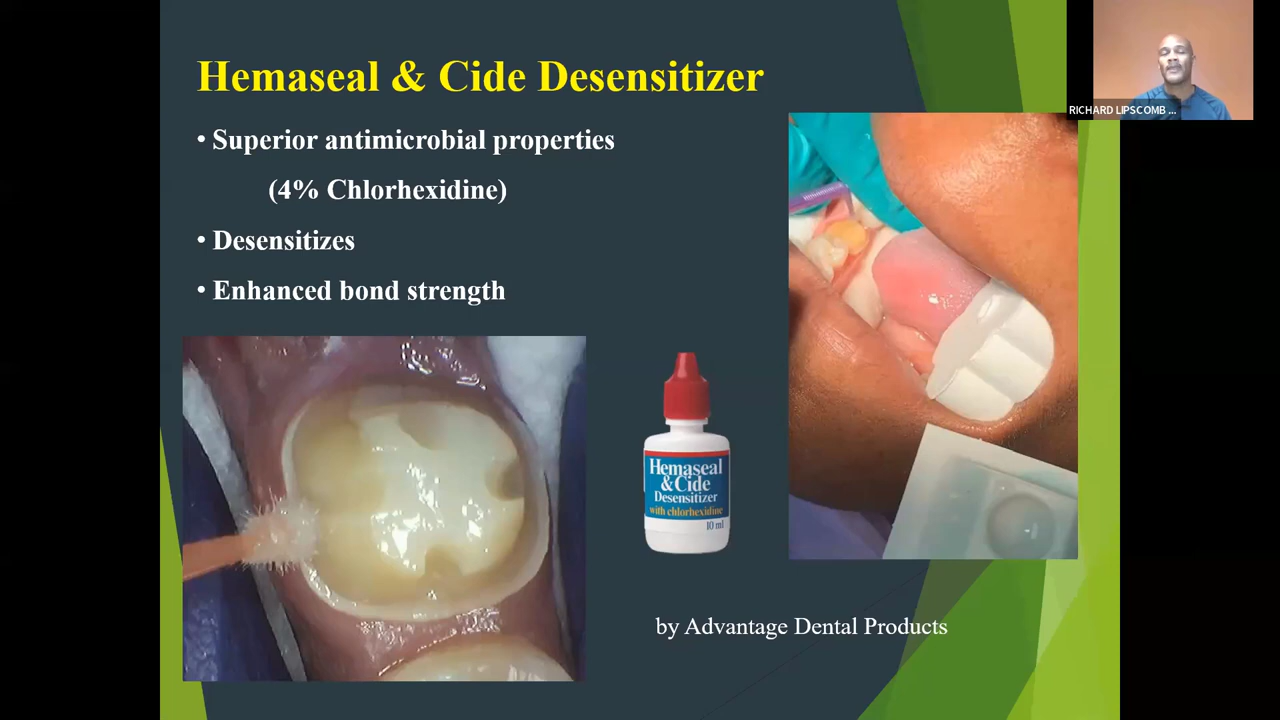 Hemaseal & Cide Desensitizer
RICHARD LIPSCOMB ...
• Superior antimicrobial properties
(4% Chlorhexidine)
• Desensitizes
• Enhanced bond strength
Hemaseal
& Cide
Desensitizer
with chlorhexidine
10 ml
by Advantage Dental Products